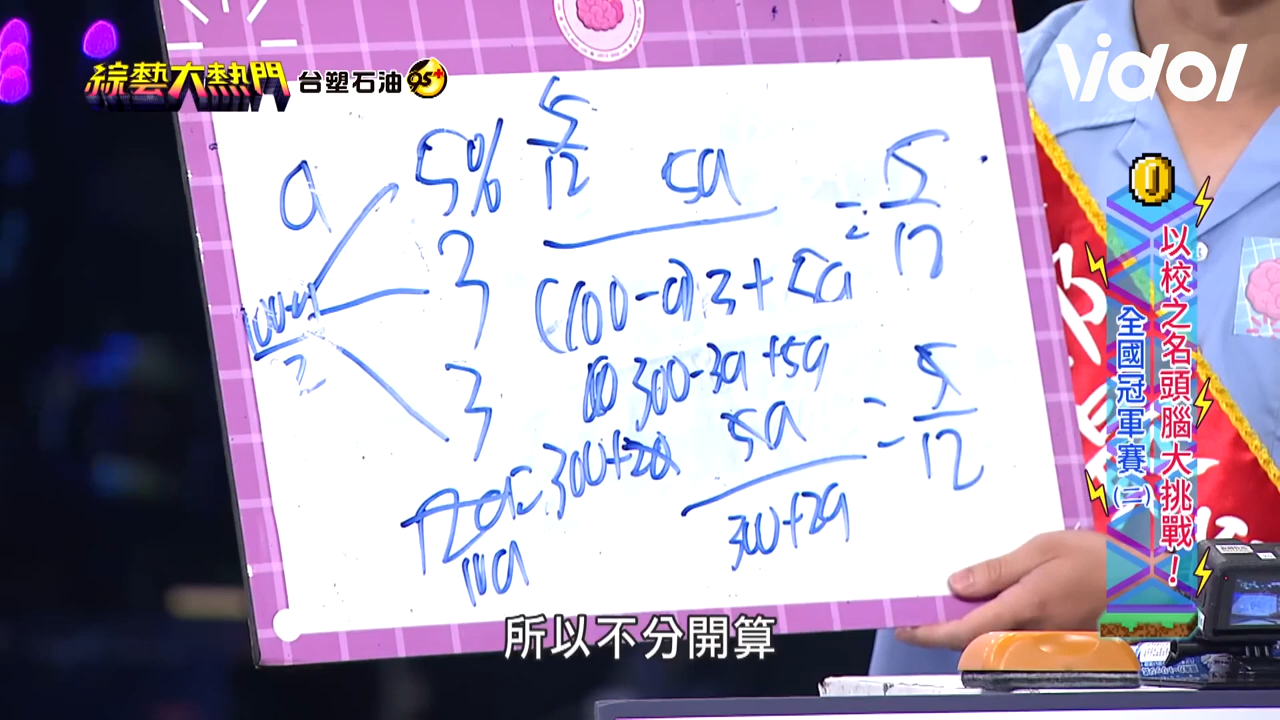 綜藝大熱門 台塑石油 95+
Vidol
以校之名頭腦大挑戰！
全國冠軍賽(二)
a
5%
3
3
100-a
2
5
12
5a
(100-a)3+5a
= 5
12
300-3a+5a
5a
300+2a
= 5
12
12a=300+2a
10a
所以不分開算